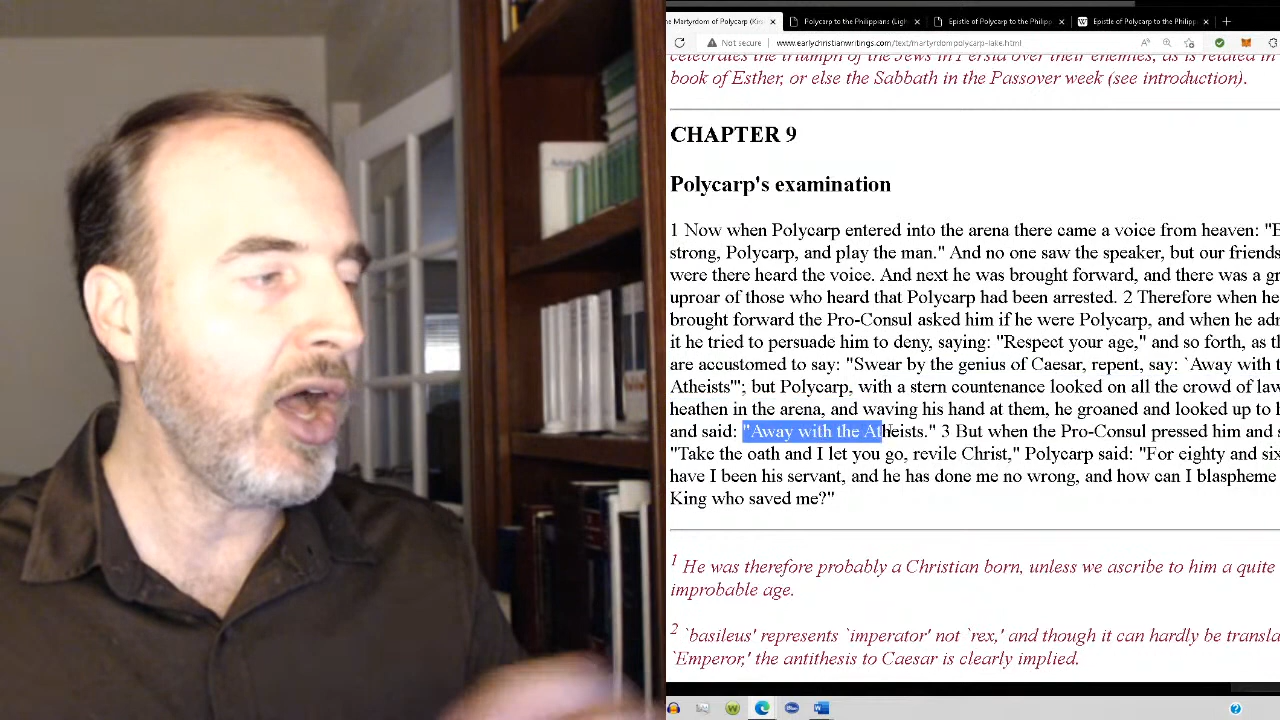 the Martyrdom of Polycarp (Kir
Polycarp to the Philippians (Ligh
Epistle of Polycarp to the Philipp
Epistle of Polycarp to the Philipp
Not secure
www.earlychristianwritings.com/text/martyrdompolycarp-lake.html
celebrates the triumph of the Jews in Persia over their enemies, as is related in
book of Esther, or else the Sabbath in the Passover week (see introduction).
CHAPTER 9
Polycarp's examination
1 Now when Polycarp entered into the arena there came a voice from heaven: "B
strong, Polycarp, and play the man." And no one saw the speaker, but our friends
were there heard the voice. And next he was brought forward, and there was a gr
uproar of those who heard that Polycarp had been arrested. 2 Therefore when he
brought forward the Pro-Consul asked him if he were Polycarp, and when he adm
it he tried to persuade him to deny, saying: "Respect your age," and so forth, as th
are accustomed to say: "Swear by the genius of Caesar, repent, say: `Away with t
Atheists'"; but Polycarp, with a stern countenance looked on all the crowd of law
heathen in the arena, and waving his hand at them, he groaned and looked up to h
and said: "Away with the Atheists." 3 But when the Pro-Consul pressed him and s
"Take the oath and I let you go, revile Christ," Polycarp said: "For eighty and six
have I been his servant, and he has done me no wrong, and how can I blaspheme
King who saved me?"
1 He was therefore probably a Christian born, unless we ascribe to him a quite
improbable age.
2 `basileus' represents `imperator' not `rex,' and though it can hardly be transla
`Emperor,' the antithesis to Caesar is clearly implied.